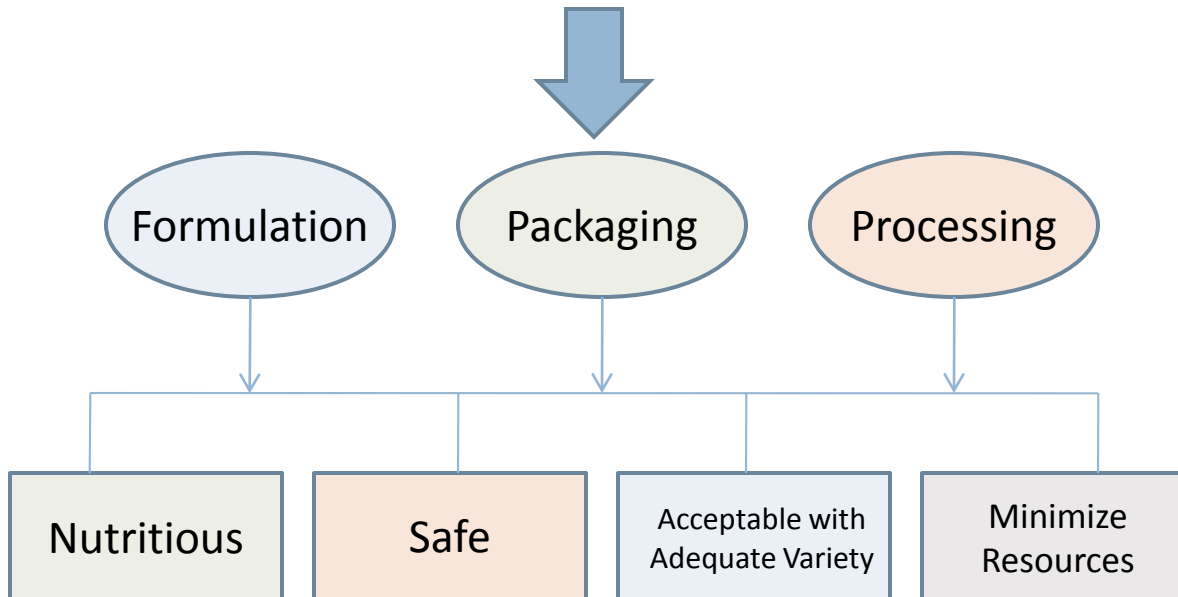 Formulation
Packaging
Processing
Nutritious
Safe
Acceptable with
Adequate Variety
Minimize
Resources